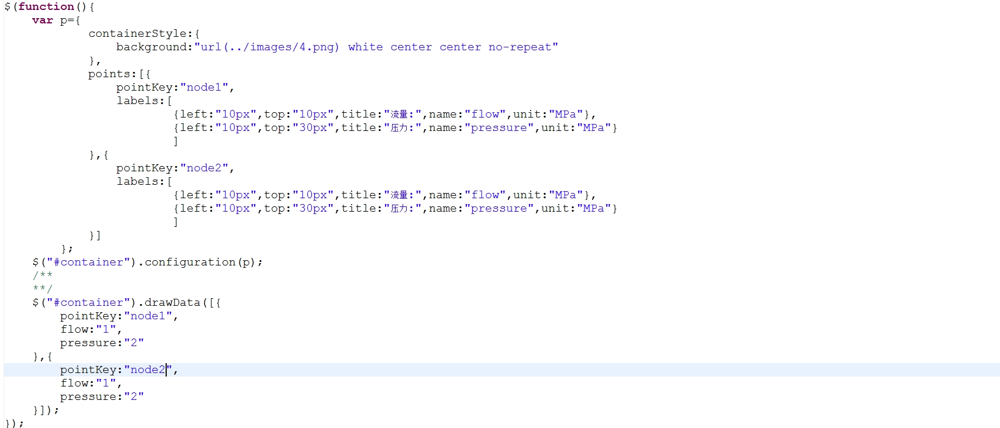 $(function(){
    var p={
            containerStyle:{
                background:"url(../images/4.png) white center center no-repeat"
            },
            points:[{
                pointKey:"node1",
                labels:[
                        {left:"10px",top:"10px",title:"流量:",name:"flow",unit:"MPa"},
                        {left:"10px",top:"30px",title:"压力:",name:"pressure",unit:"MPa"}
                        ]
            },{
                pointKey:"node2",
                labels:[
                        {left:"10px",top:"10px",title:"流量:",name:"flow",unit:"MPa"},
                        {left:"10px",top:"30px",title:"压力:",name:"pressure",unit:"MPa"}
                        ]
            }]
        };
    $("#container").configuration(p);
    /**
    **/
    $("#container").drawData([{
        pointKey:"node1",
        flow:"1",
        pressure:"2"
    },{
        pointKey:"node2",
        flow:"1",
        pressure:"2"
    }]);
});